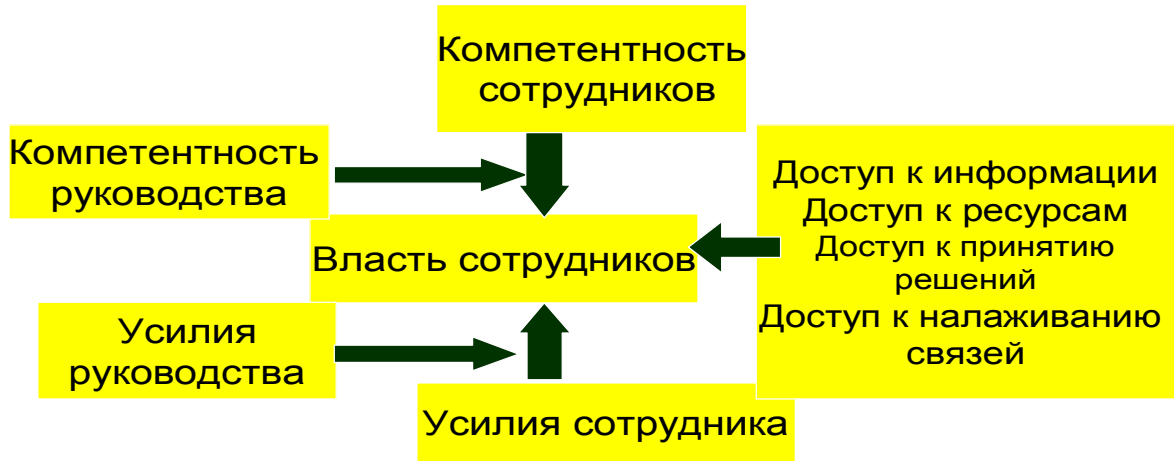 Компетентность
сотрудников
Компетентность
руководства
Доступ к информации
Доступ к ресурсам
Доступ к принятию
решений
Доступ к налаживанию
связей
Власть сотрудников
Усилия
руководства
Усилия сотрудника